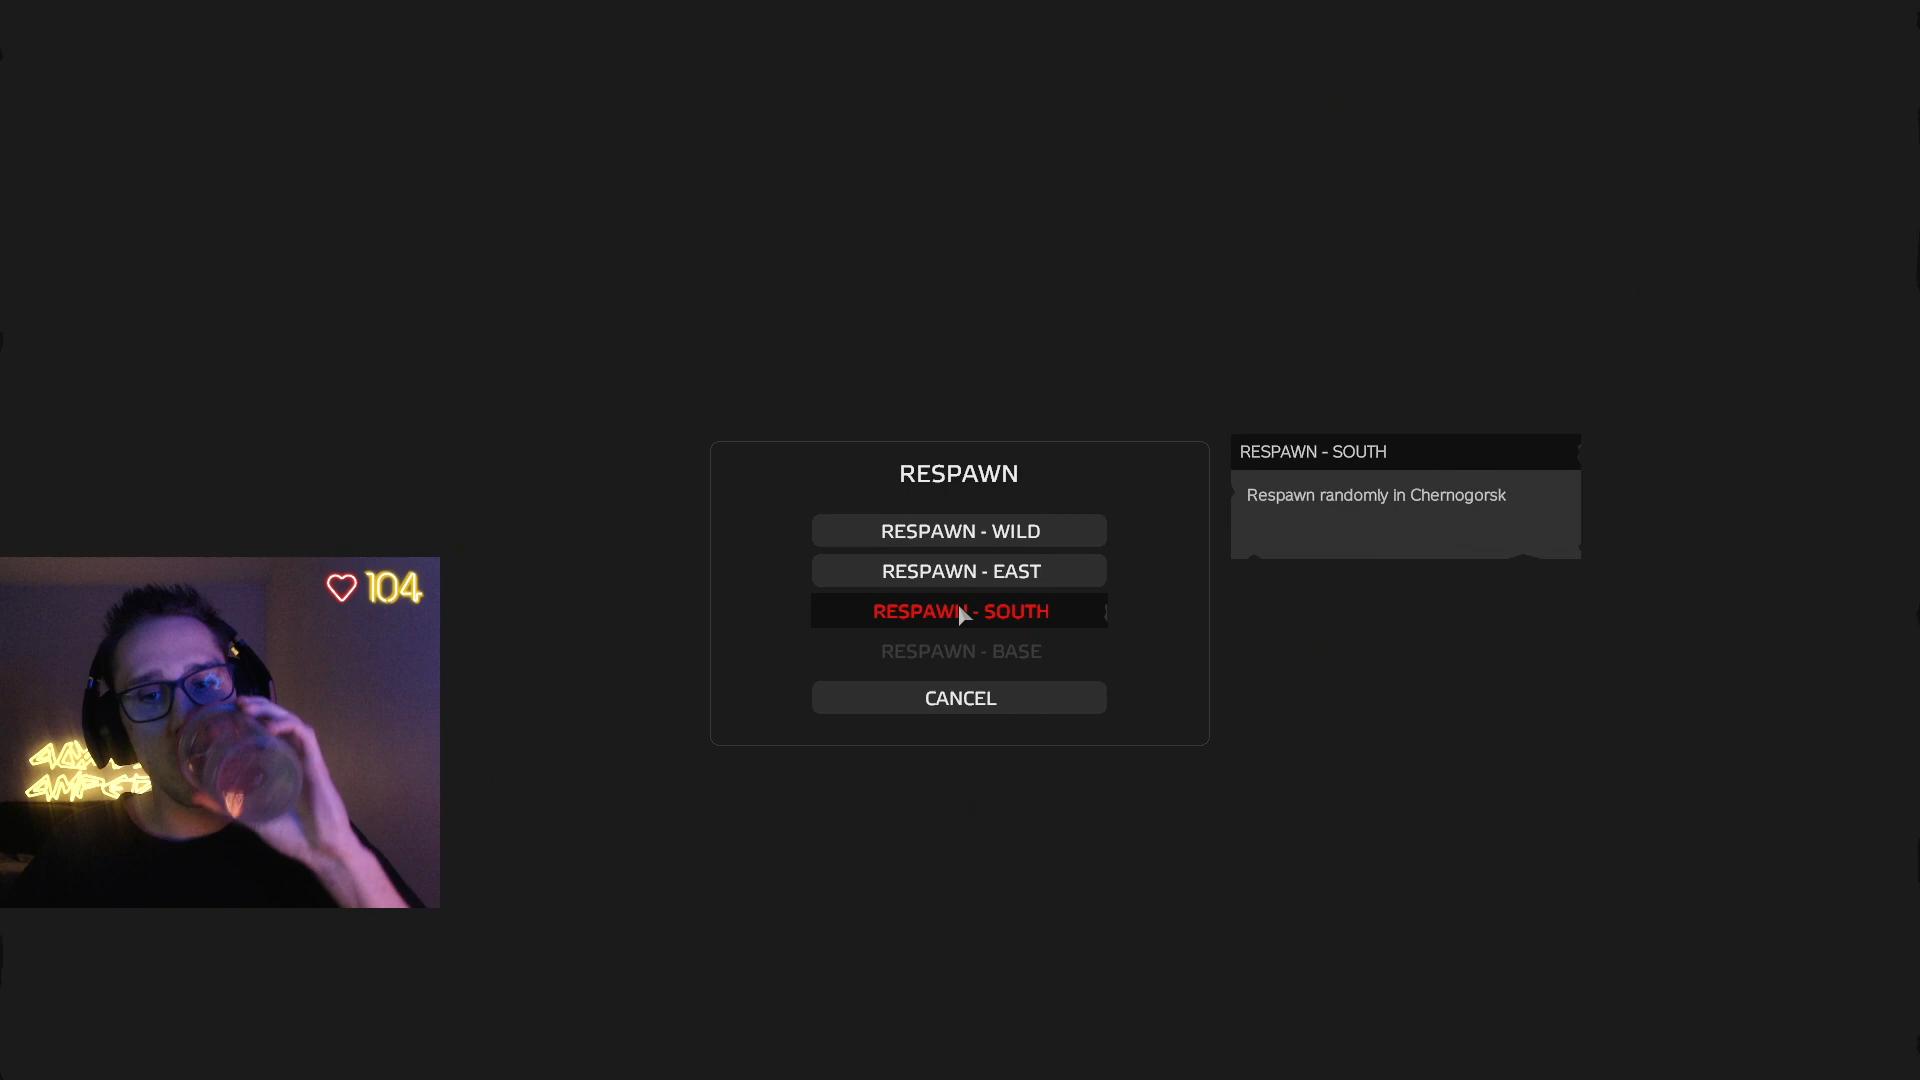 RESPAWN
RESPAWN - WILD
RESPAWN - EAST
RESPAWN - SOUTH
RESPAWN - BASE
CANCEL
RESPAWN - SOUTH
Respawn randomly in Chernogorsk
104